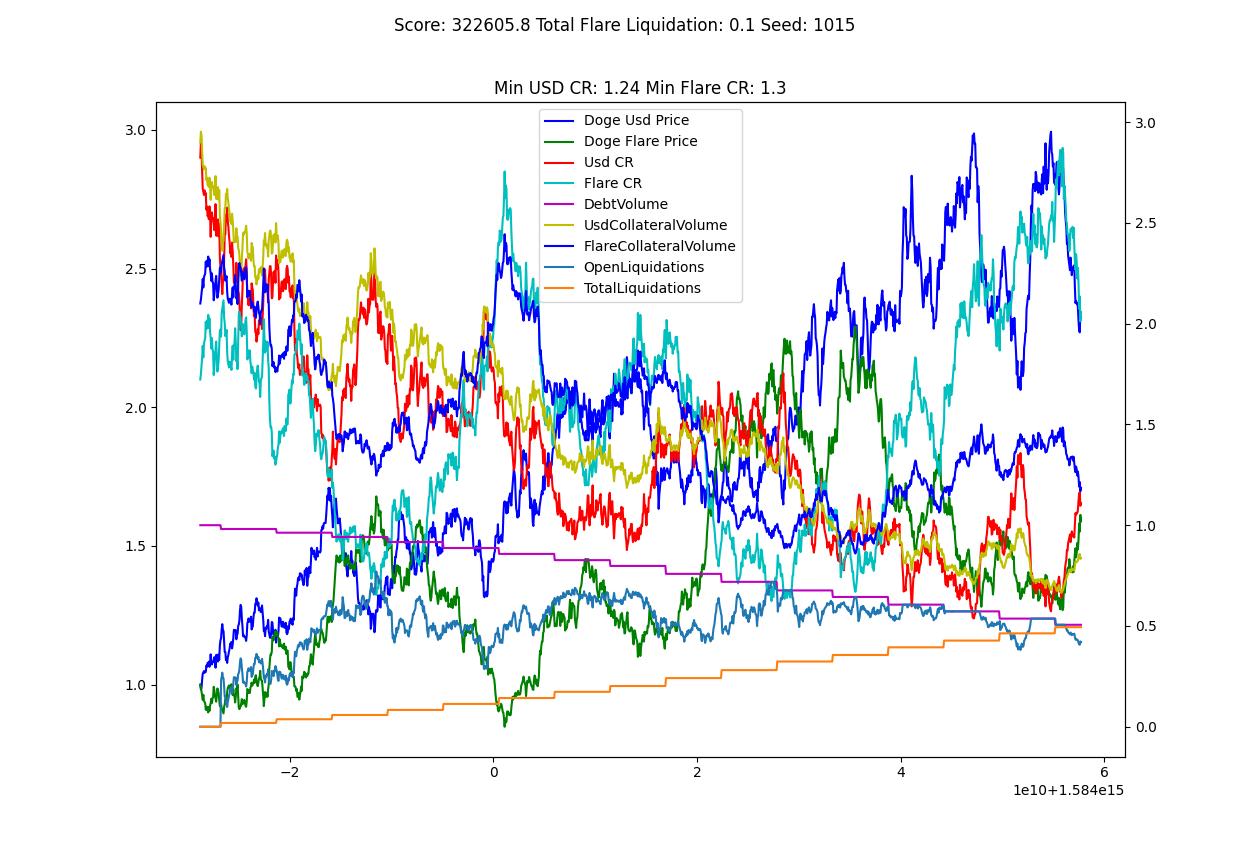 Score: 322605.8 Total Flare Liquidation: 0.1 Seed: 1015
Min USD CR: 1.24 Min Flare CR: 1.3
Doge Usd Price
Doge Flare Price
Usd CR
Flare CR
DebtVolume
UsdCollateralVolume
FlareCollateralVolume
OpenLiquidations
TotalLiquidations
3.0
2.5
2.0
1.5
1.0
3.0
2.5
2.0
1.5
1.0
0.5
0.0
−2 0 2 4 6
1e10+1.584e15